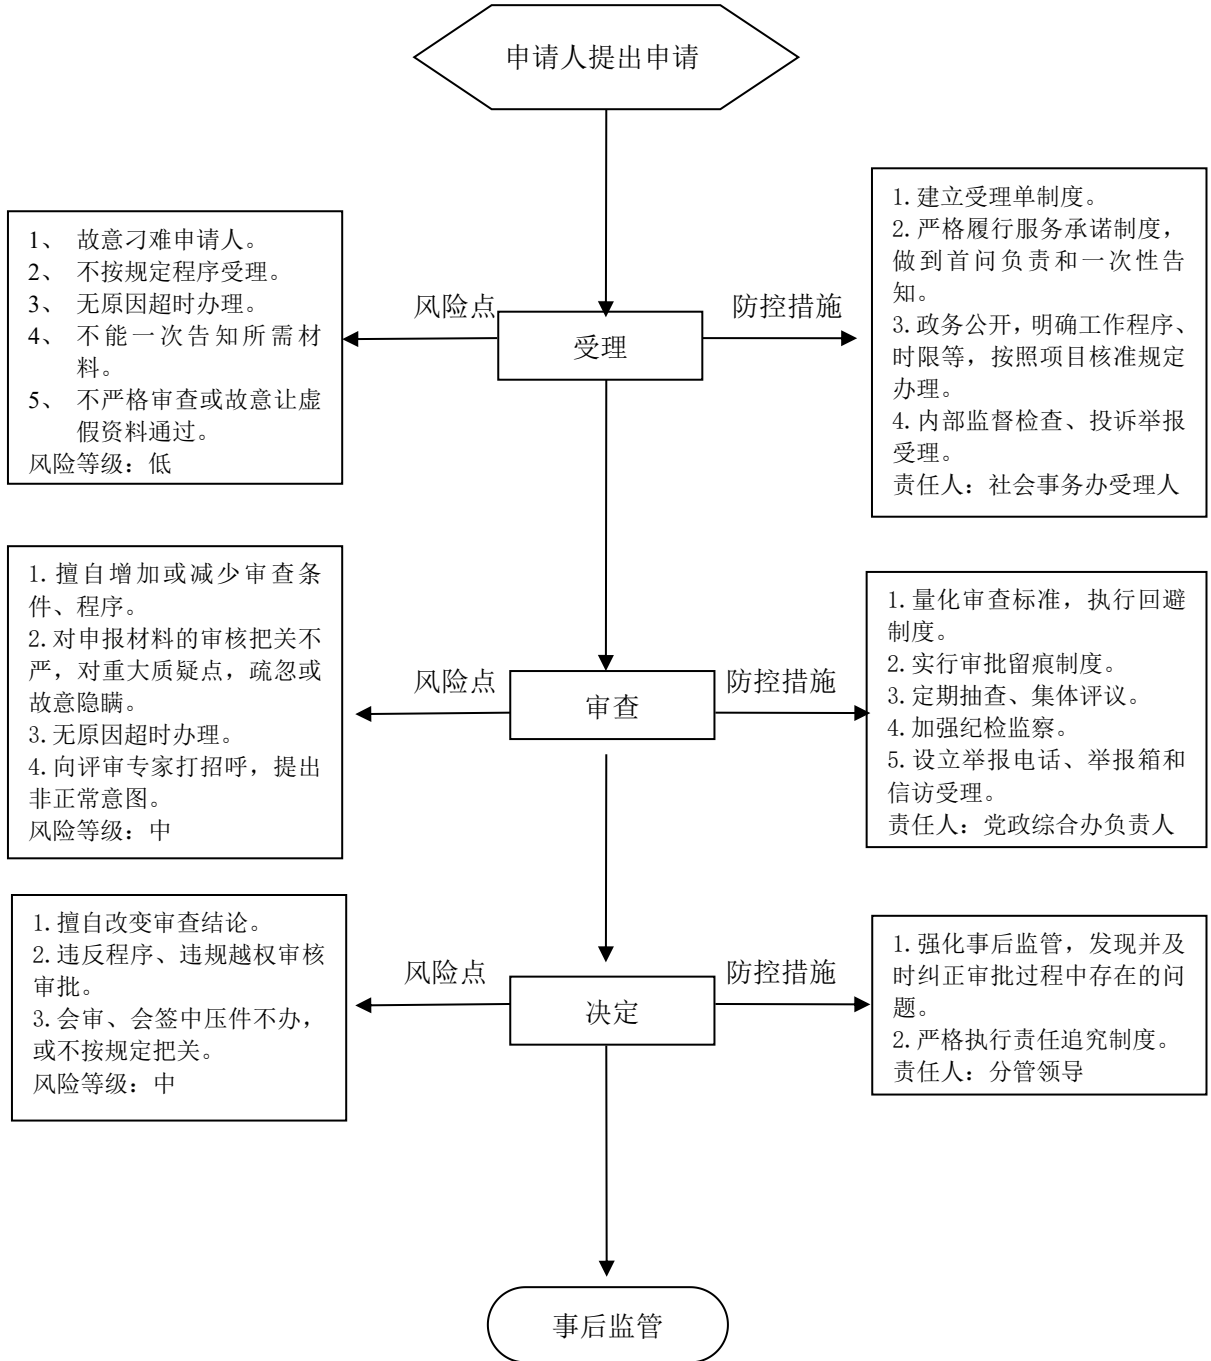 申请人提出申请
1、 故意刁难申请人。
2、 不按规定程序受理。
3、 无原因超时办理。
4、 不能一次告知所需材
料。
5、 不严格审查或故意让虚
假资料通过。
风险等级：低
风险点
受理
防控措施
1.建立受理单制度。
2.严格履行服务承诺制度，
做到首问负责和一次性告
知。
3.政务公开，明确工作程序、
时限等，按照项目核准规定
办理。
4.内部监督检查、投诉举报
受理。
责任人：社会事务办受理人
1.擅自增加或减少审查条
件、程序。
2.对申报材料的审核把关不
严，对重大质疑点，疏忽或
故意隐瞒。
3.无原因超时办理。
4.向评审专家打招呼，提出
非正常意图。
风险等级：中
风险点
审查
防控措施
1.量化审查标准，执行回避
制度。
2.实行审批留痕制度。
3.定期抽查、集体评议。
4.加强纪检监察。
5.设立举报电话、举报箱和
信访受理。
责任人：党政综合办负责人
1.擅自改变审查结论。
2.违反程序、违规越权审核
审批。
3.会审、会签中压件不办，
或不按规定把关。
风险等级：中
风险点
决定
防控措施
1.强化事后监管，发现并及
时纠正审批过程中存在的问
题。
2.严格执行责任追究制度。
责任人：分管领导
事后监管